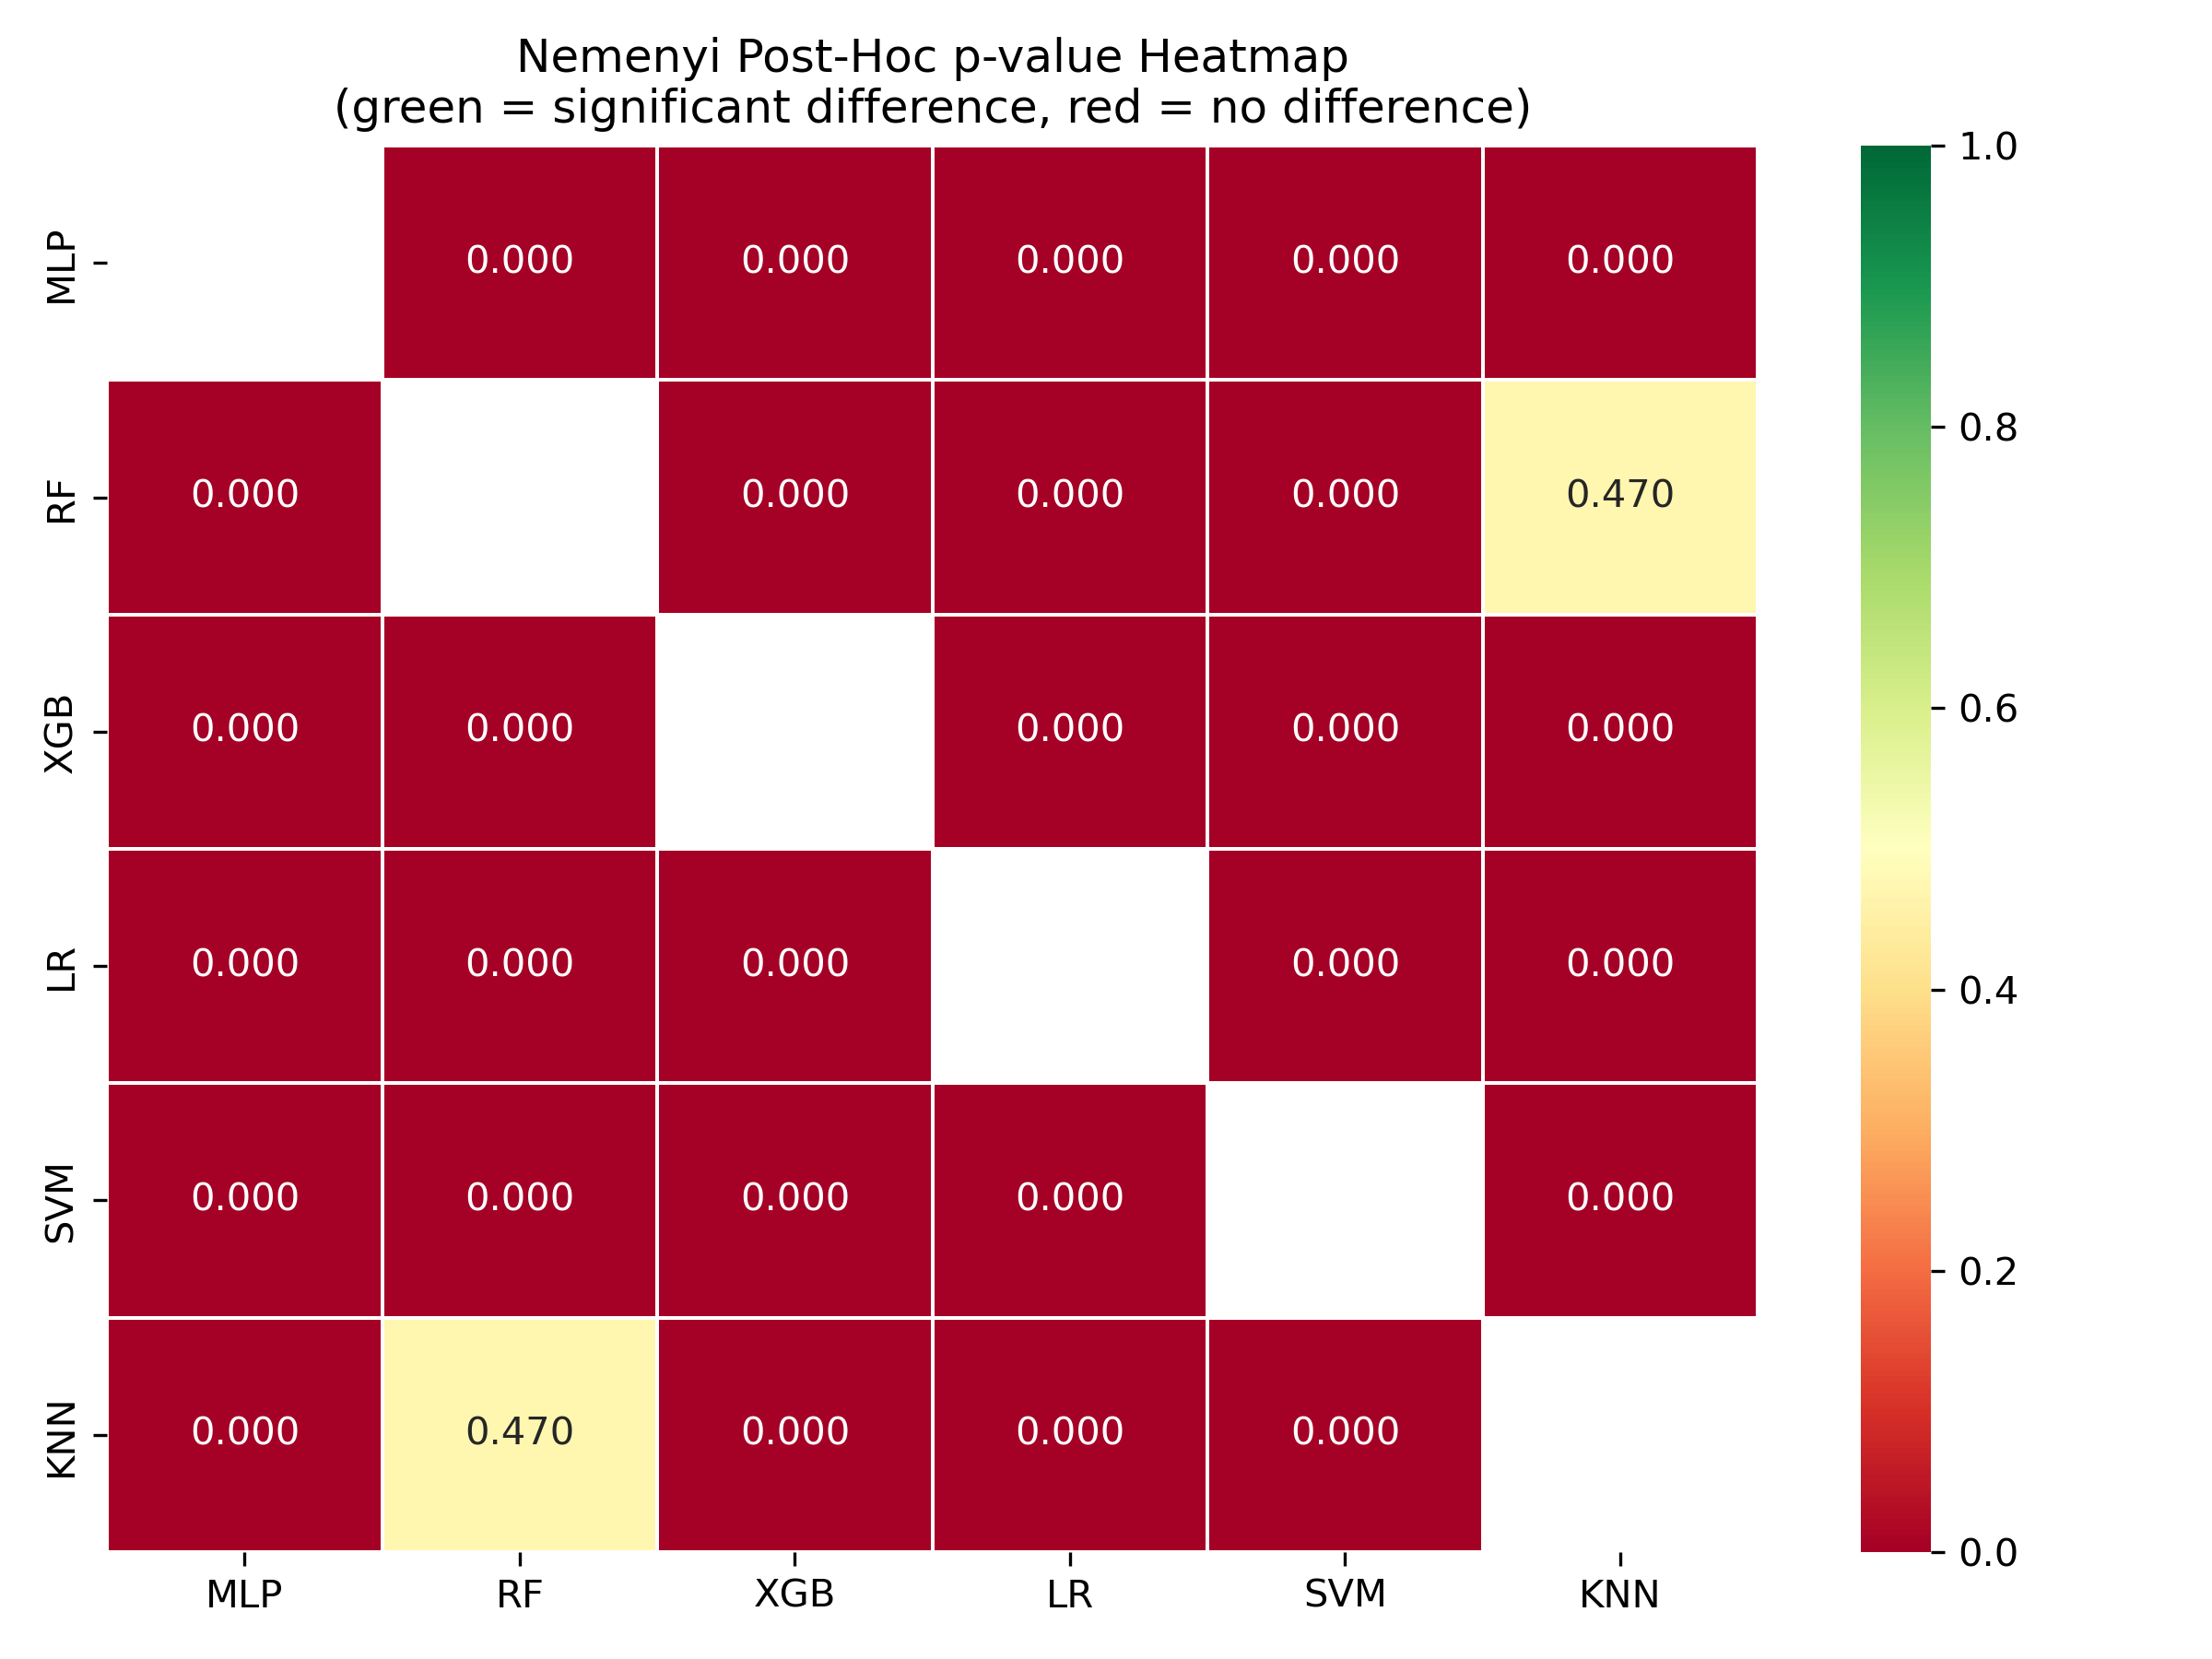 Nemenyi Post-Hoc p-value Heatmap
(green = significant difference, red = no difference)
MLP 0.000 0.000 0.000 0.000 0.000
RF 0.000 0.000 0.000 0.000 0.470
XGB 0.000 0.000 0.000 0.000 0.000
LR 0.000 0.000 0.000 0.000 0.000
SVM 0.000 0.000 0.000 0.000 0.000
KNN 0.000 0.470 0.000 0.000 0.000
MLP RF XGB LR SVM KNN
1.0
0.8
0.6
0.4
0.2
0.0